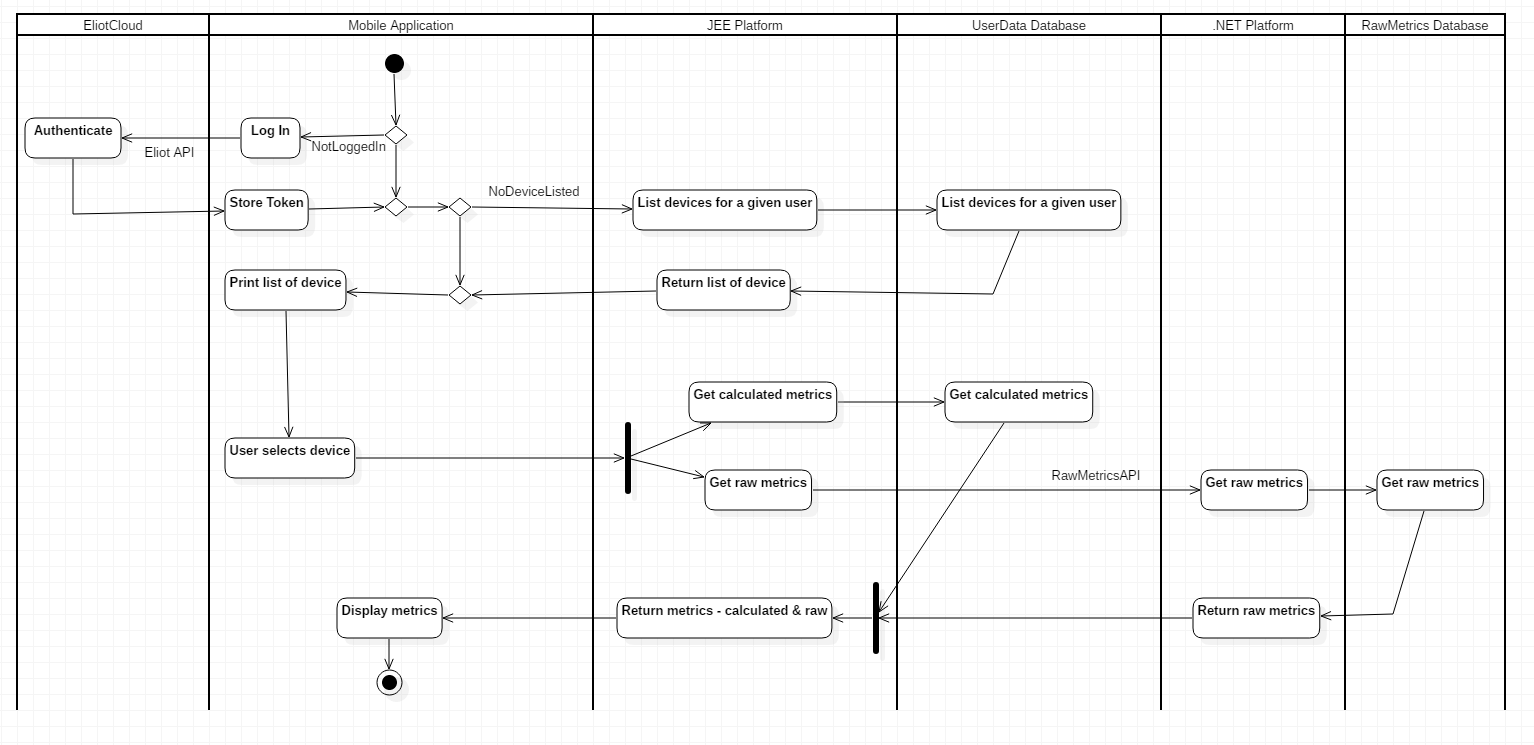 EliotCloud
Mobile Application
JEE Platform
UserData Database
.NET Platform
RawMetrics Database
Authenticate
Log In
Eliot API
NotLoggedIn
Store Token
NoDeviceListed
List devices for a given user
List devices for a given user
Print list of device
Return list of device
Get calculated metrics
Get calculated metrics
User selects device
Get raw metrics
RawMetricsAPI
Get raw metrics
Get raw metrics
Display metrics
Return metrics - calculated & raw
Return raw metrics